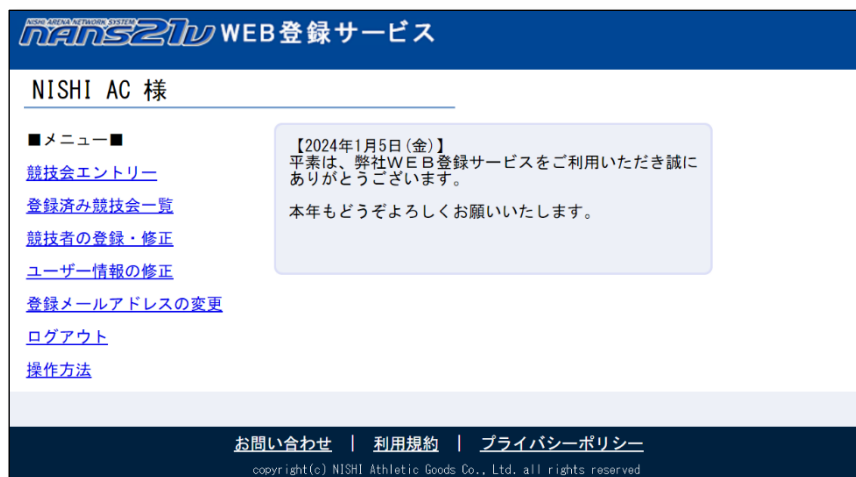 NISHI ARENA NETWORK SYSTEM
nans21v WEB登録サービス
NISHI AC 様
■メニュー■
競技会エントリー
登録済み競技会一覧
競技者の登録・修正
ユーザー情報の修正
登録メールアドレスの変更
ログアウト
操作方法
【2024年1月5日(金)】
平素は、弊社WEB登録サービスをご利用いただき誠に
ありがとうございます。
本年もどうぞよろしくお願いいたします。
お問い合わせ | 利用規約 | プライバシーポリシー
copyright(c) NISHI Athletic Goods Co., Ltd. all rights reserved